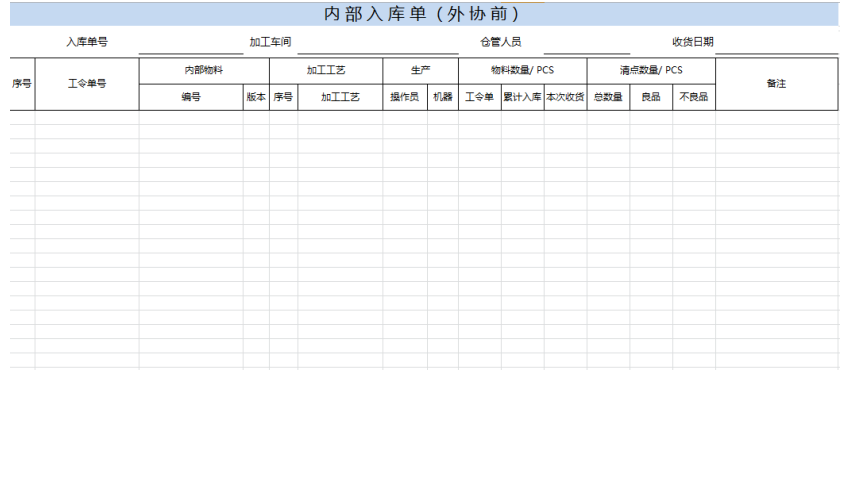 内部入库单（外协前）
入库单号 加工车间 仓管人员 收货日期
序号 工令单号 内部物料 加工工艺 生产 物料数量/ PCS 清点数量/ PCS 备注
编号 版本 序号 加工工艺 操作员 机器 工令单 累计入库 本次收货 总数量 良品 不良品